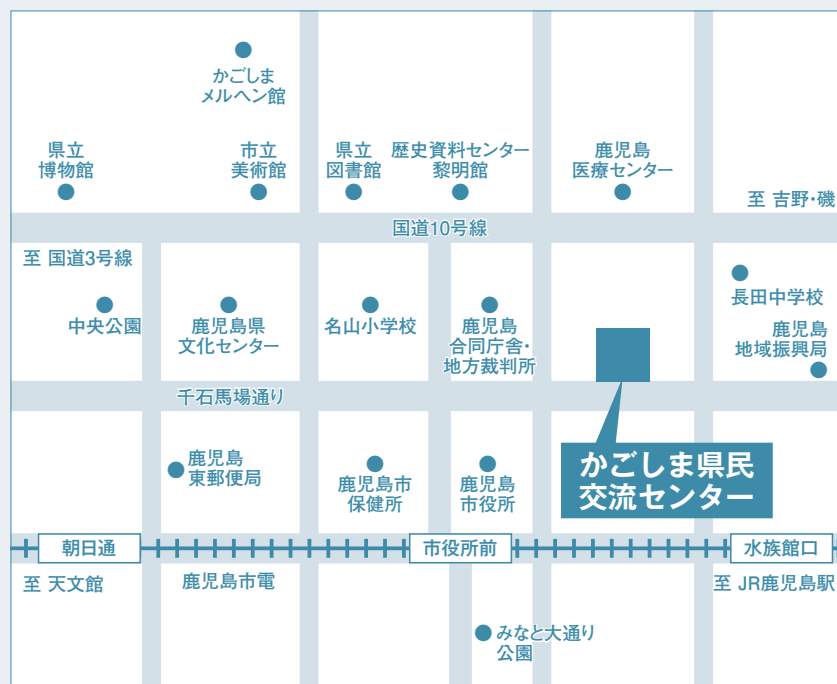 かごしま
メルヘン館
県立
博物館
市立
美術館
県立
図書館
歴史資料センター
黎明館
鹿児島
医療センター
至 吉野・磯
国道10号線
至 国道3号線
中央公園
鹿児島県
文化センター
名山小学校
鹿児島
合同庁舎・
地方裁判所
長田中学校
鹿児島
地域振興局
千石馬場通り
鹿児島
東郵便局
鹿児島市
保健所
鹿児島
市役所
かごしま県民
交流センター
朝日通
市役所前
水族館口
至 天文館
鹿児島市電
至 JR鹿児島駅
みなと大通り
公園